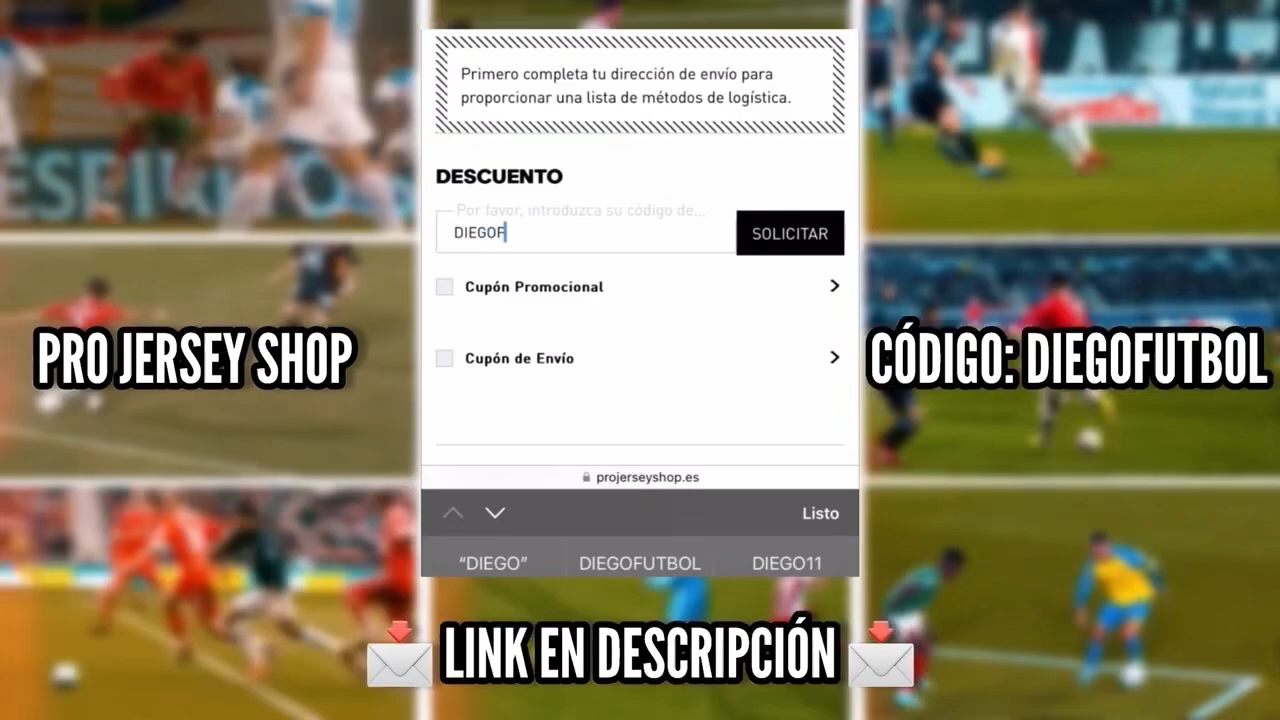 Primero completa tu dirección de envío para
proporcionar una lista de métodos de logística.
DESCUENTO
Por favor, introduzca su código de...
DIEGOF
SOLICITAR
Cupón Promocional
Cupón de Envío
PRO JERSEY SHOP
CÓDIGO: DIEGOFUTBOL
projerseyshop.es
Listo
“DIEGO”
DIEGOFUTBOL
DIEGO11
LINK EN DESCRIPCIÓN